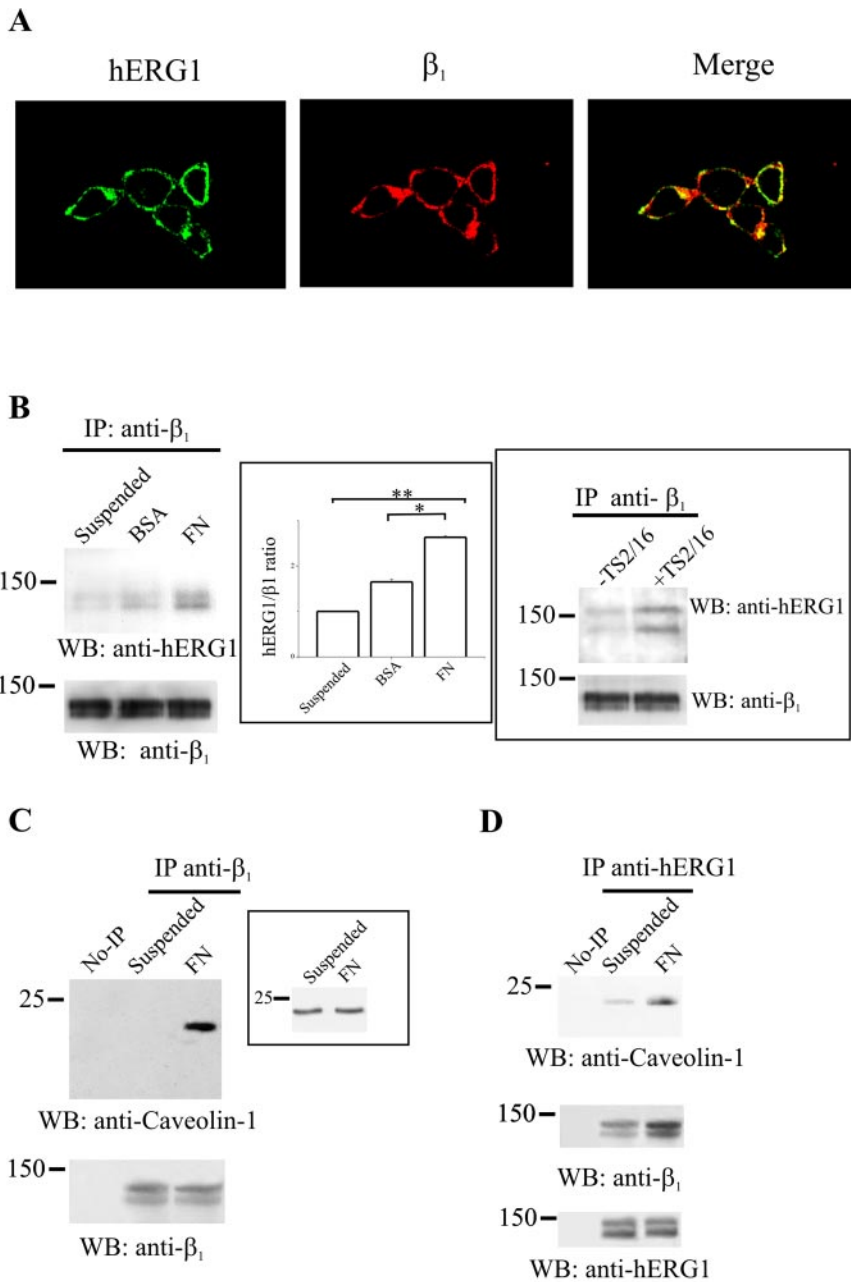 A
hERG1 β₁ Merge
B
IP: anti-β₁
Suspended BSA FN
150
WB: anti-hERG1
150
WB: anti-β₁
**
*
hERG1/β1 ratio
2
1
Suspended BSA FN
IP anti- β₁
-TS2/16 +TS2/16
150
WB: anti-hERG1
150
WB: anti-β₁
C
IP anti-β₁
No-IP Suspended FN
25
WB: anti-Caveolin-1
150
WB: anti-β₁
Suspended FN
25
D
IP anti-hERG1
No-IP Suspended FN
25
WB: anti-Caveolin-1
150
WB: anti-β₁
150
WB: anti-hERG1